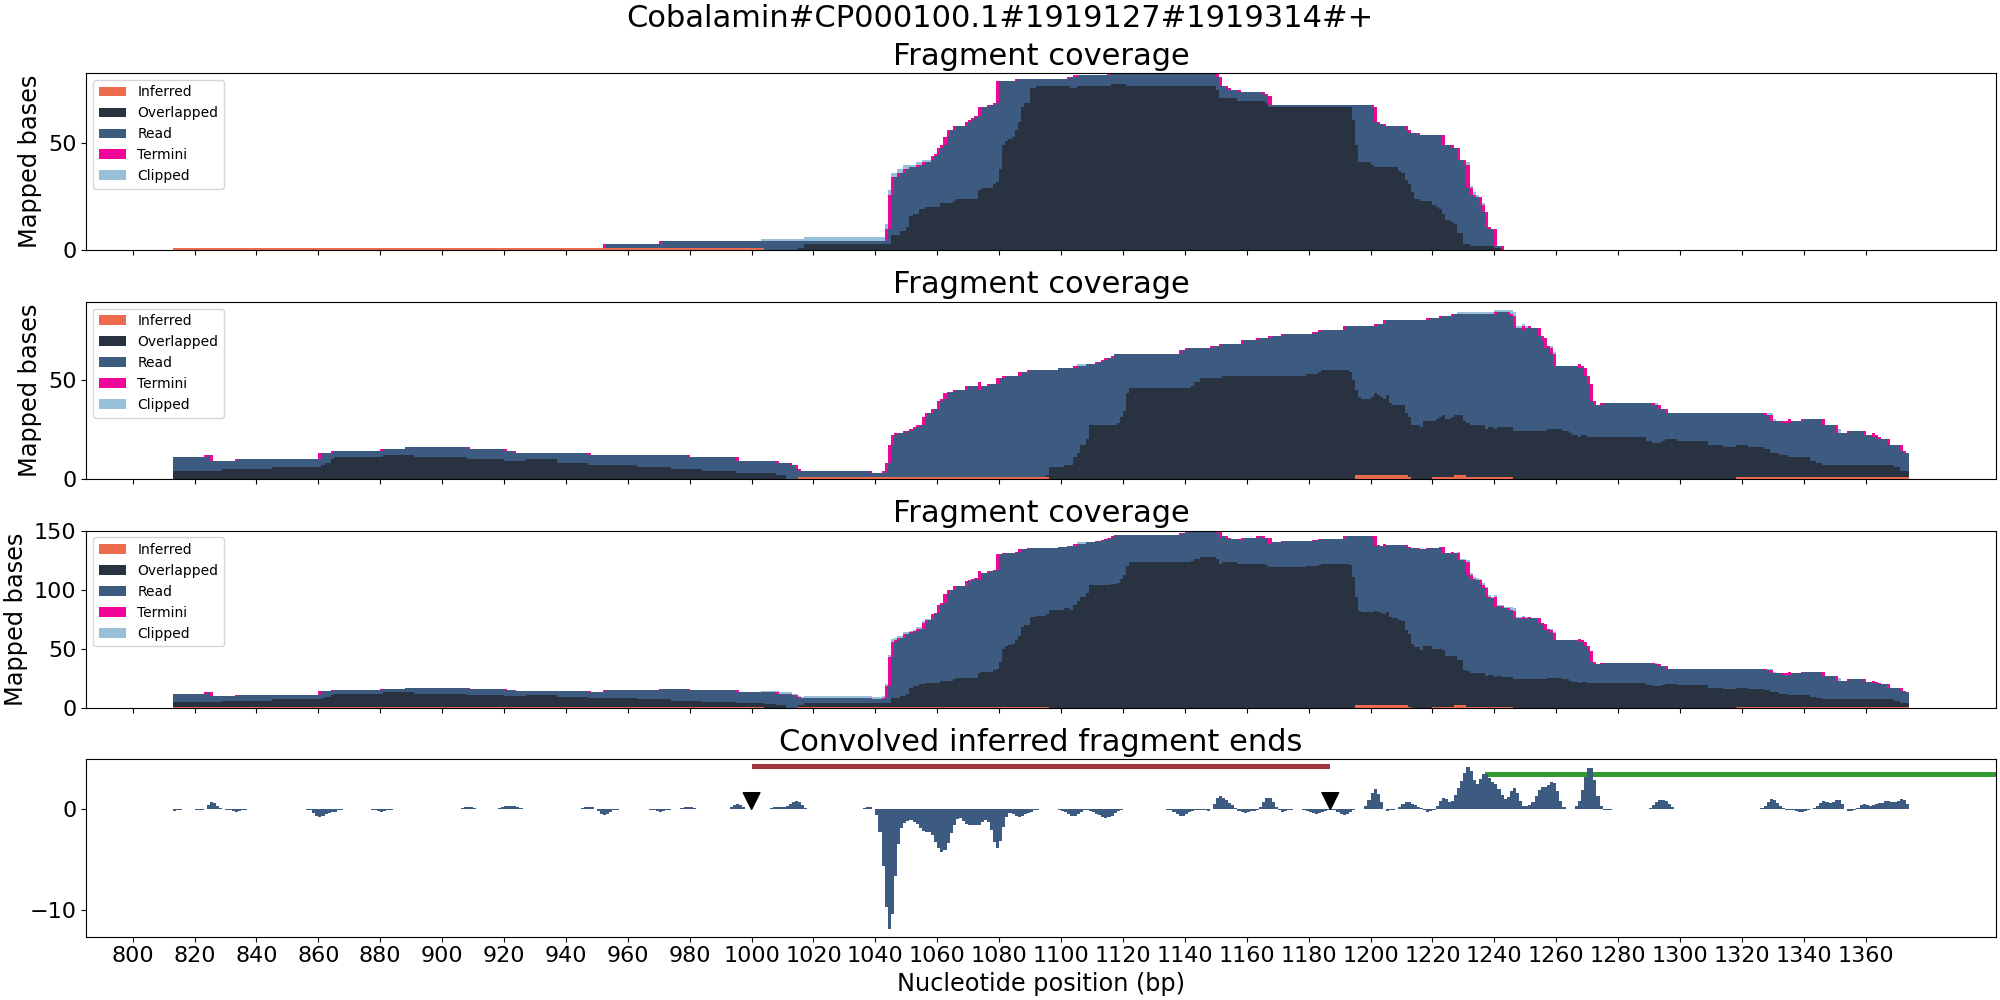 Cobalamin#CP000100.1#1919127#1919314#+
Fragment coverage
Mapped bases
50
0
Inferred
Overlapped
Read
Termini
Clipped
Fragment coverage
Mapped bases
50
0
Inferred
Overlapped
Read
Termini
Clipped
Fragment coverage
Mapped bases
150
100
50
0
Inferred
Overlapped
Read
Termini
Clipped
Convolved inferred fragment ends
0
−10
800 820 840 860 880 900 920 940 960 980 1000 1020 1040 1060 1080 1100 1120 1140 1160 1180 1200 1220 1240 1260 1280 1300 1320 1340 1360
Nucleotide position (bp)